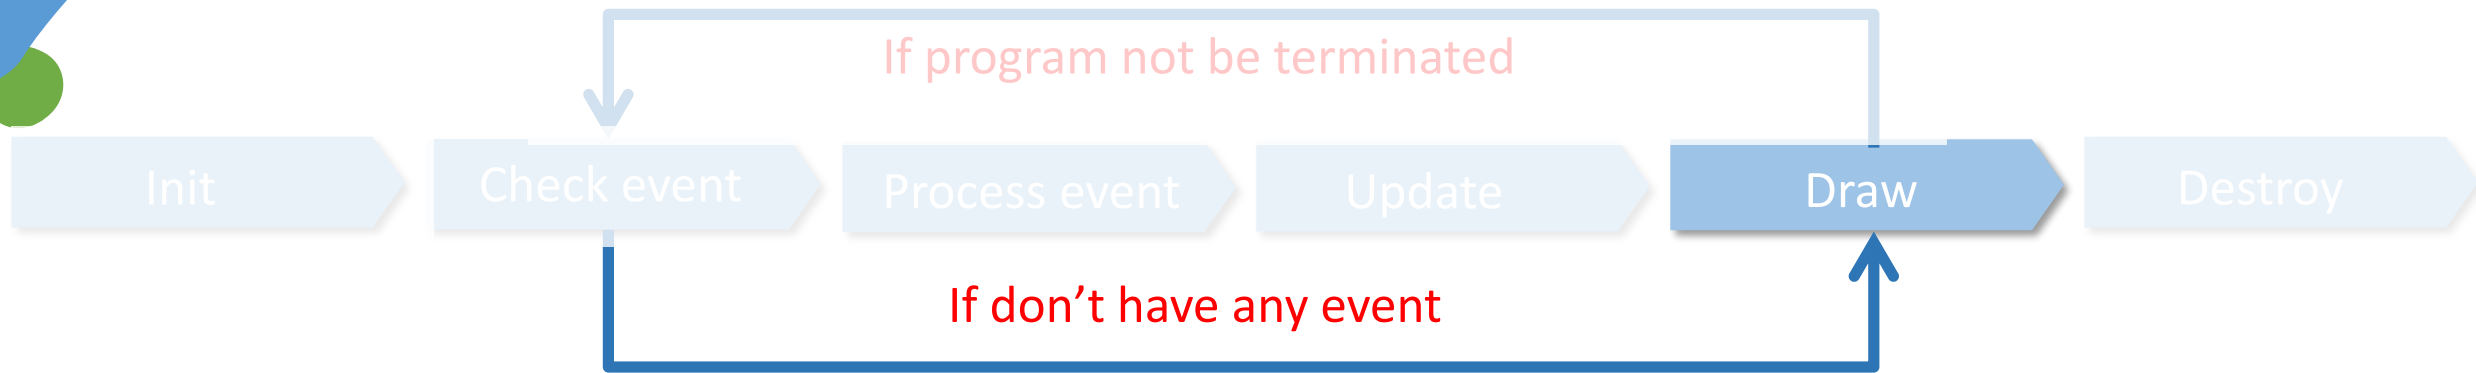 If program not be terminated
Init
Check event
Process event
Update
Draw
Destroy
If don’t have any event